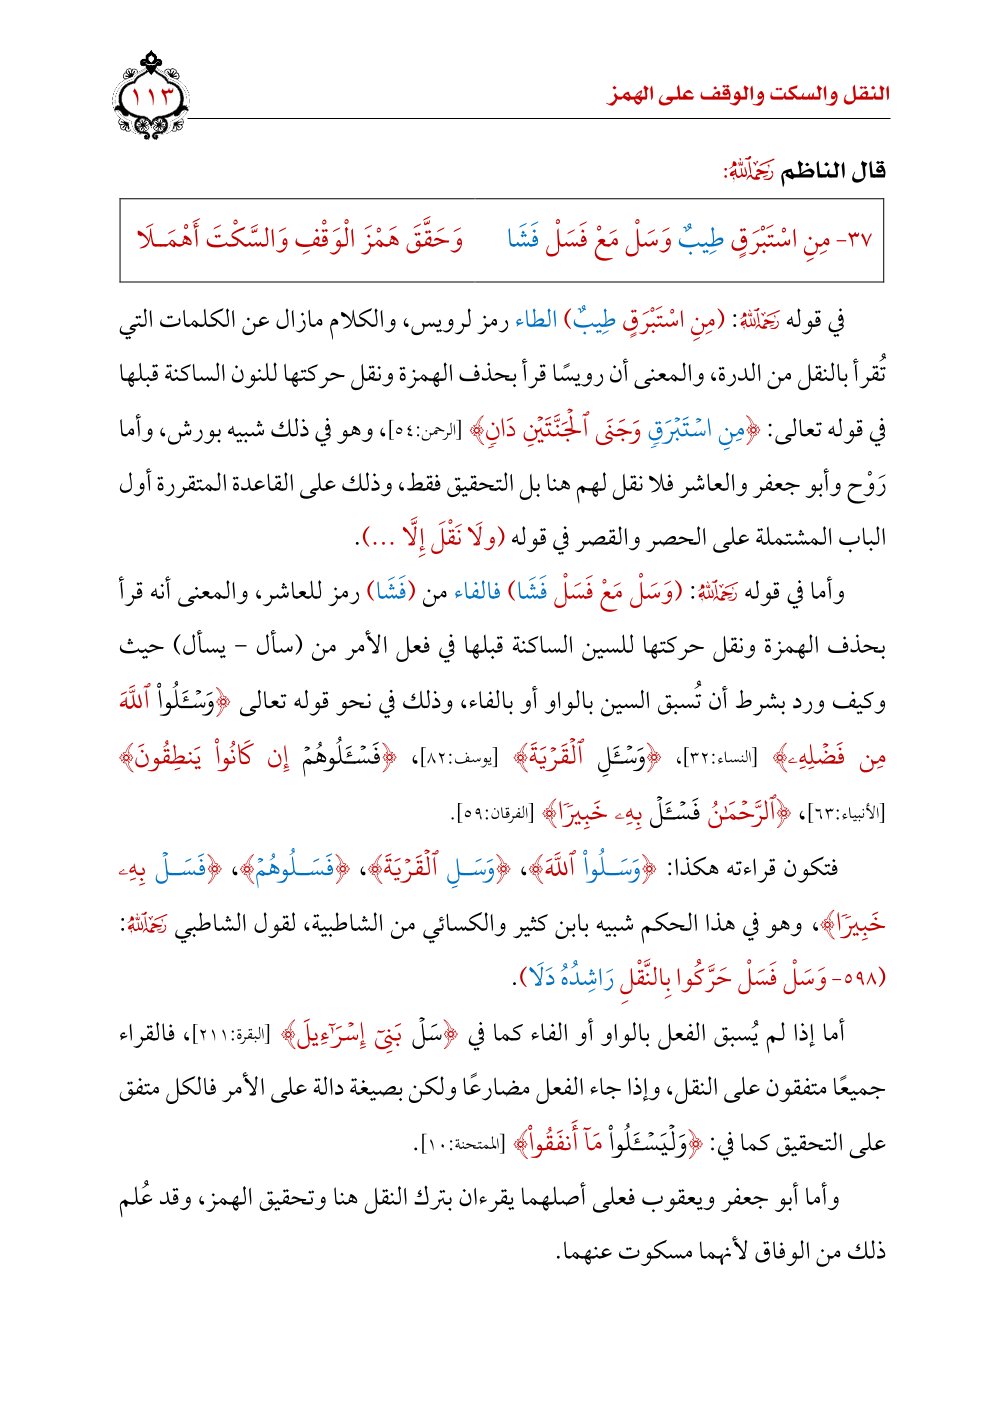 النقل والسكت والوقف على الهمز
١١٣
قال الناظم رَحِمَهُ ٱللَّهُ:
٣٧- مِنِ اسْتَبْرَقٍ طِيبٌ وَسَلْ مَعْ فَسَلْ فَشَا وَحَقَّقَ هَمْزَ الْوَقْفِ وَالسَّكْتَ أَهْمَـلَا
في قوله رَحِمَهُ ٱللَّهُ: (مِنِ اسْتَبْرَقٍ طِيبٌ) الطاء رمز لرويس، والكلام مازال عن الكلمات التي
تُقرأ بالنقل من الدرة، والمعنى أن رويسًا قرأ بحذف الهمزة ونقل حركتها للنون الساكنة قبلها
في قوله تعالى: ﴿مِنِ اسۡتَبۡرَقٖ وَجَنَى ٱلۡجَنَّتَيۡنِ دَانٖ﴾ [الرحمن:٥٤]، وهو في ذلك شبيه بورش، وأما
رَوْح وأبو جعفر والعاشر فلا نقل لهم هنا بل التحقيق فقط، وذلك على القاعدة المتقررة أول
الباب المشتملة على الحصر والقصر في قوله (ولَا نَقْلَ إِلَّا ...).
وأما في قوله رَحِمَهُ ٱللَّهُ: (وَسَلْ مَعْ فَسَلْ فَشَا) فالفاء من (فَشَا) رمز للعاشر، والمعنى أنه قرأ
بحذف الهمزة ونقل حركتها للسين الساكنة قبلها في فعل الأمر من (سأل – يسأل) حيث
وكيف ورد بشرط أن تُسبق السين بالواو أو بالفاء، وذلك في نحو قوله تعالى ﴿وَسۡـَٔلُواْ ٱللَّهَ
مِن فَضۡلِهِۦ﴾ [النساء:٣٢]، ﴿وَسۡـَٔلِ ٱلۡقَرۡيَةَ﴾ [يوسف:٨٢]، ﴿فَسۡـَٔلُوهُمۡ إِن كَانُواْ يَنطِقُونَ﴾
[الأنبياء:٦٣]، ﴿ٱلرَّحۡمَٰنُ فَسۡـَٔلۡ بِهِۦ خَبِيرٗا﴾ [الفرقان:٥٩].
فتكون قراءته هكذا: ﴿وَسَـلُواْ ٱللَّهَ﴾، ﴿وَسَـلِ ٱلۡقَرۡيَةَ﴾، ﴿فَسَـلُوهُمۡ﴾، ﴿فَسَـلۡ بِهِۦ
خَبِيرٗا﴾، وهو في هذا الحكم شبيه بابن كثير والكسائي من الشاطبية، لقول الشاطبي رَحِمَهُ ٱللَّهُ:
(٥٩٨- وَسَلْ فَسَلْ حَرَّكُوا بِالنَّقْلِ رَاشِدُهُ دَلَا).
أما إذا لم يُسبق الفعل بالواو أو الفاء كما في ﴿سَلۡ بَنِيٓ إِسۡرَٰٓءِيلَ﴾ [البقرة:٢١١]، فالقراء
جميعًا متفقون على النقل، وإذا جاء الفعل مضارعًا ولكن بصيغة دالة على الأمر فالكل متفق
على التحقيق كما في: ﴿وَلۡيَسۡـَٔلُواْ مَآ أَنفَقُواْ﴾ [الممتحنة:١٠].
وأما أبو جعفر ويعقوب فعلى أصلهما يقرءان بترك النقل هنا وتحقيق الهمز، وقد عُلم
ذلك من الوفاق لأنهما مسكوت عنهما.